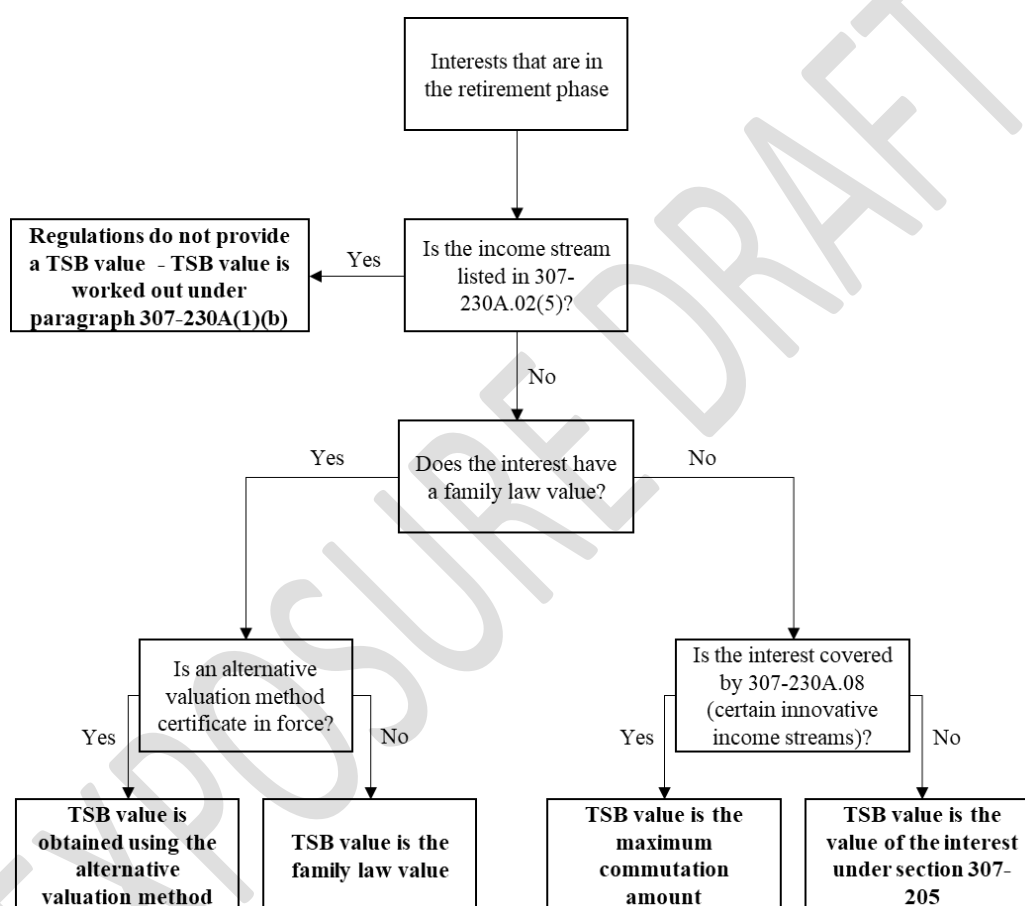 Interests that are in
the retirement phase
Is the income stream
listed in 307-
230A.02(5)?
Yes
Regulations do not provide
a TSB value - TSB value is
worked out under
paragraph 307-230A(1)(b)
No
Does the interest have
a family law value?
Yes
No
Is an alternative
valuation method
certificate in force?
Yes
No
Is the interest covered
by 307-230A.08
(certain innovative
income streams)?
Yes
No
TSB value is
obtained using the
alternative
valuation method
TSB value is the
family law value
TSB value is the
maximum
commutation
amount
TSB value is the
value of the interest
under section 307-
205
EXPOSURE DRAFT